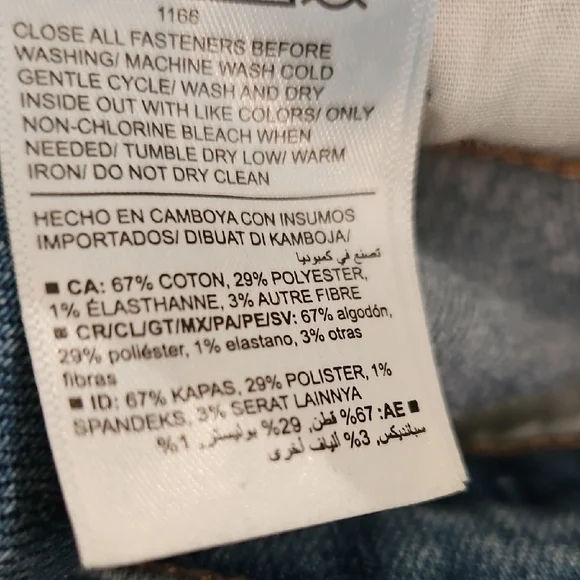 1166
CLOSE ALL FASTENERS BEFORE
WASHING/ MACHINE WASH COLD
GENTLE CYCLE/ WASH AND DRY
INSIDE OUT WITH LIKE COLORS/ ONLY
NON-CHLORINE BLEACH WHEN
NEEDED/ TUMBLE DRY LOW/ WARM
IRON/ DO NOT DRY CLEAN
HECHO EN CAMBOYA CON INSUMOS
IMPORTADOS/ DIBUAT DI KAMBOJA/
تصنع في كمبوديا
■ CA: 67% COTON, 29% POLYESTER,
1% ÉLASTHANNE, 3% AUTRE FIBRE
■ CR/CL/GT/MX/PA/PE/SV: 67% algodón,
29% poliéster, 1% elastano, 3% otras
fibras
■ ID: 67% KAPAS, 29% POLISTER, 1%
SPANDEKS, 3% SERAT LAINNYA
■ AE: 67% قطن, 29% بوليستر, 1%
سباندیکس, 3% ألياف أخرى